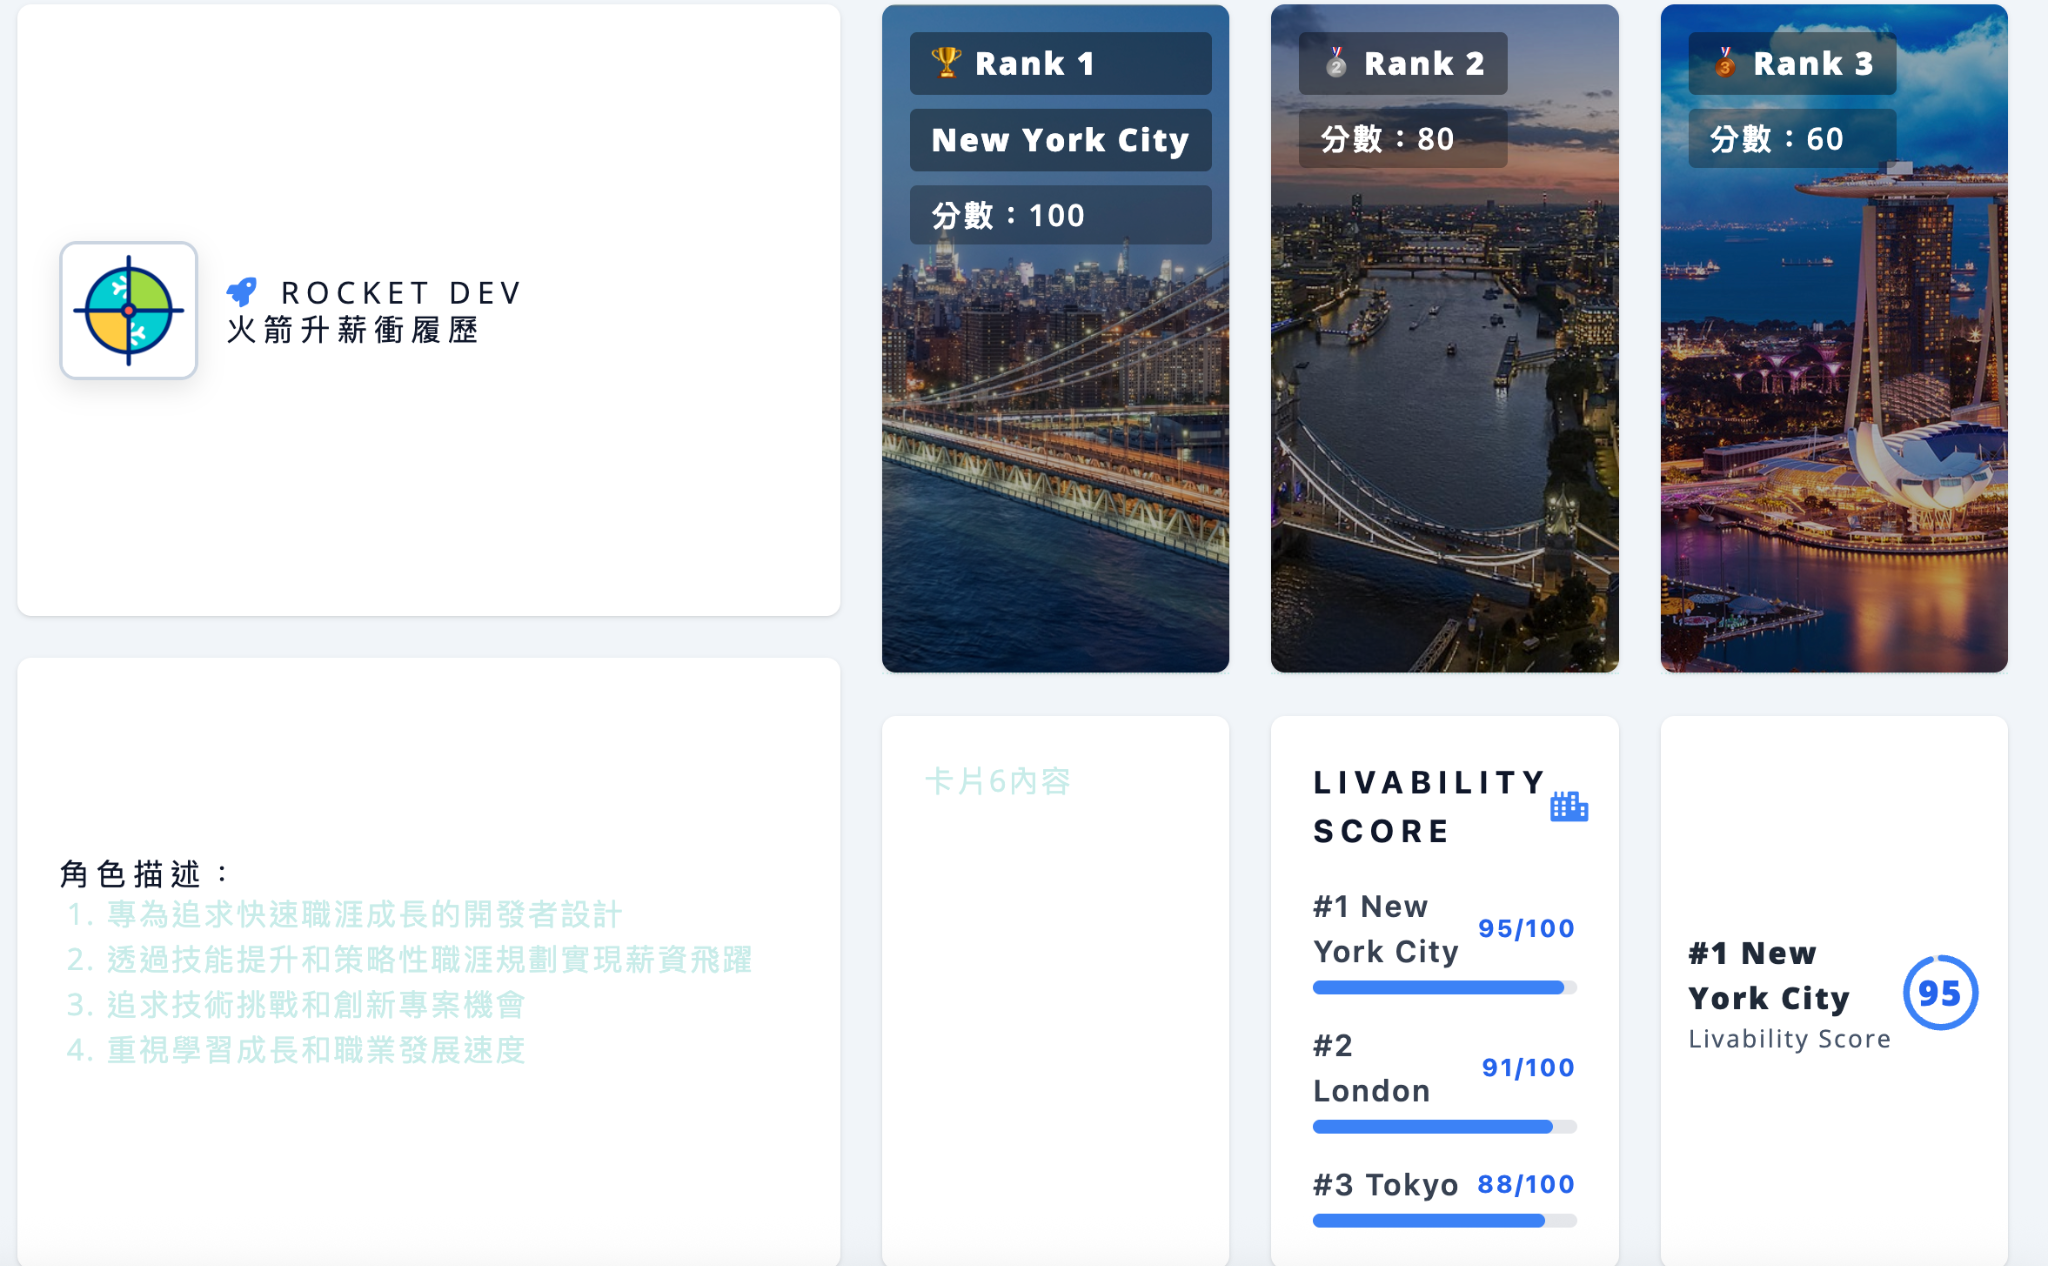 ROCKET DEV
火箭升薪衝履歷
🏆 Rank 1
New York City
分數：100
🥈 Rank 2
分數：80
🥉 Rank 3
分數：60
角色描述：
1. 專為追求快速職涯成長的開發者設計
2. 透過技能提升和策略性職涯規劃實現薪資飛躍
3. 追求技術挑戰和創新專案機會
4. 重視學習成長和職業發展速度
卡片6內容
LIVABILITY
SCORE
#1 New
York City
95/100
#2
London
91/100
#3 Tokyo 88/100
#1 New
York City
Livability Score
95